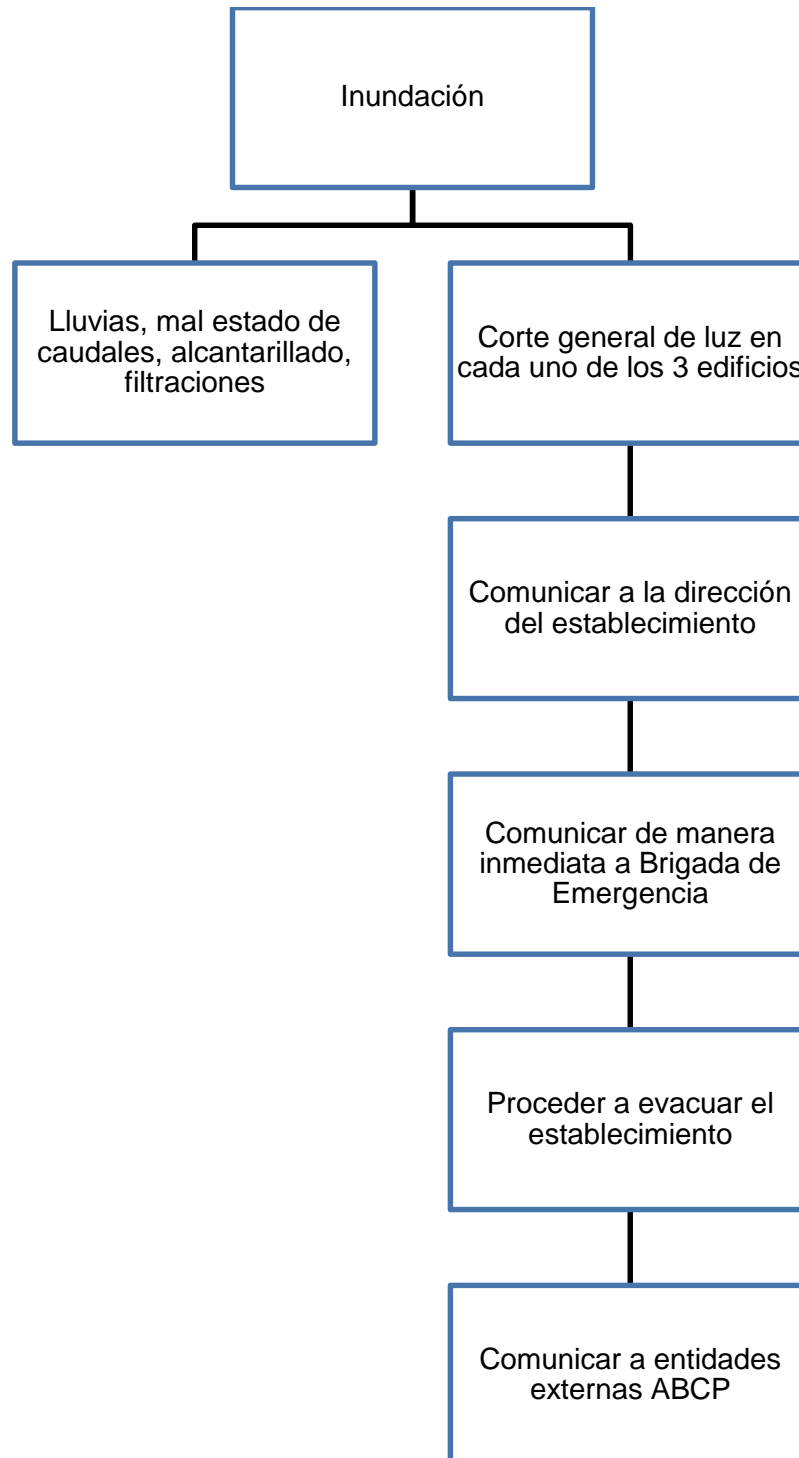 Inundación
Lluvias, mal estado de
caudales, alcantarillado,
filtraciones
Corte general de luz en
cada uno de los 3 edificios
Comunicar a la dirección
del establecimiento
Comunicar de manera
inmediata a Brigada de
Emergencia
Proceder a evacuar el
establecimiento
Comunicar a entidades
externas ABCP